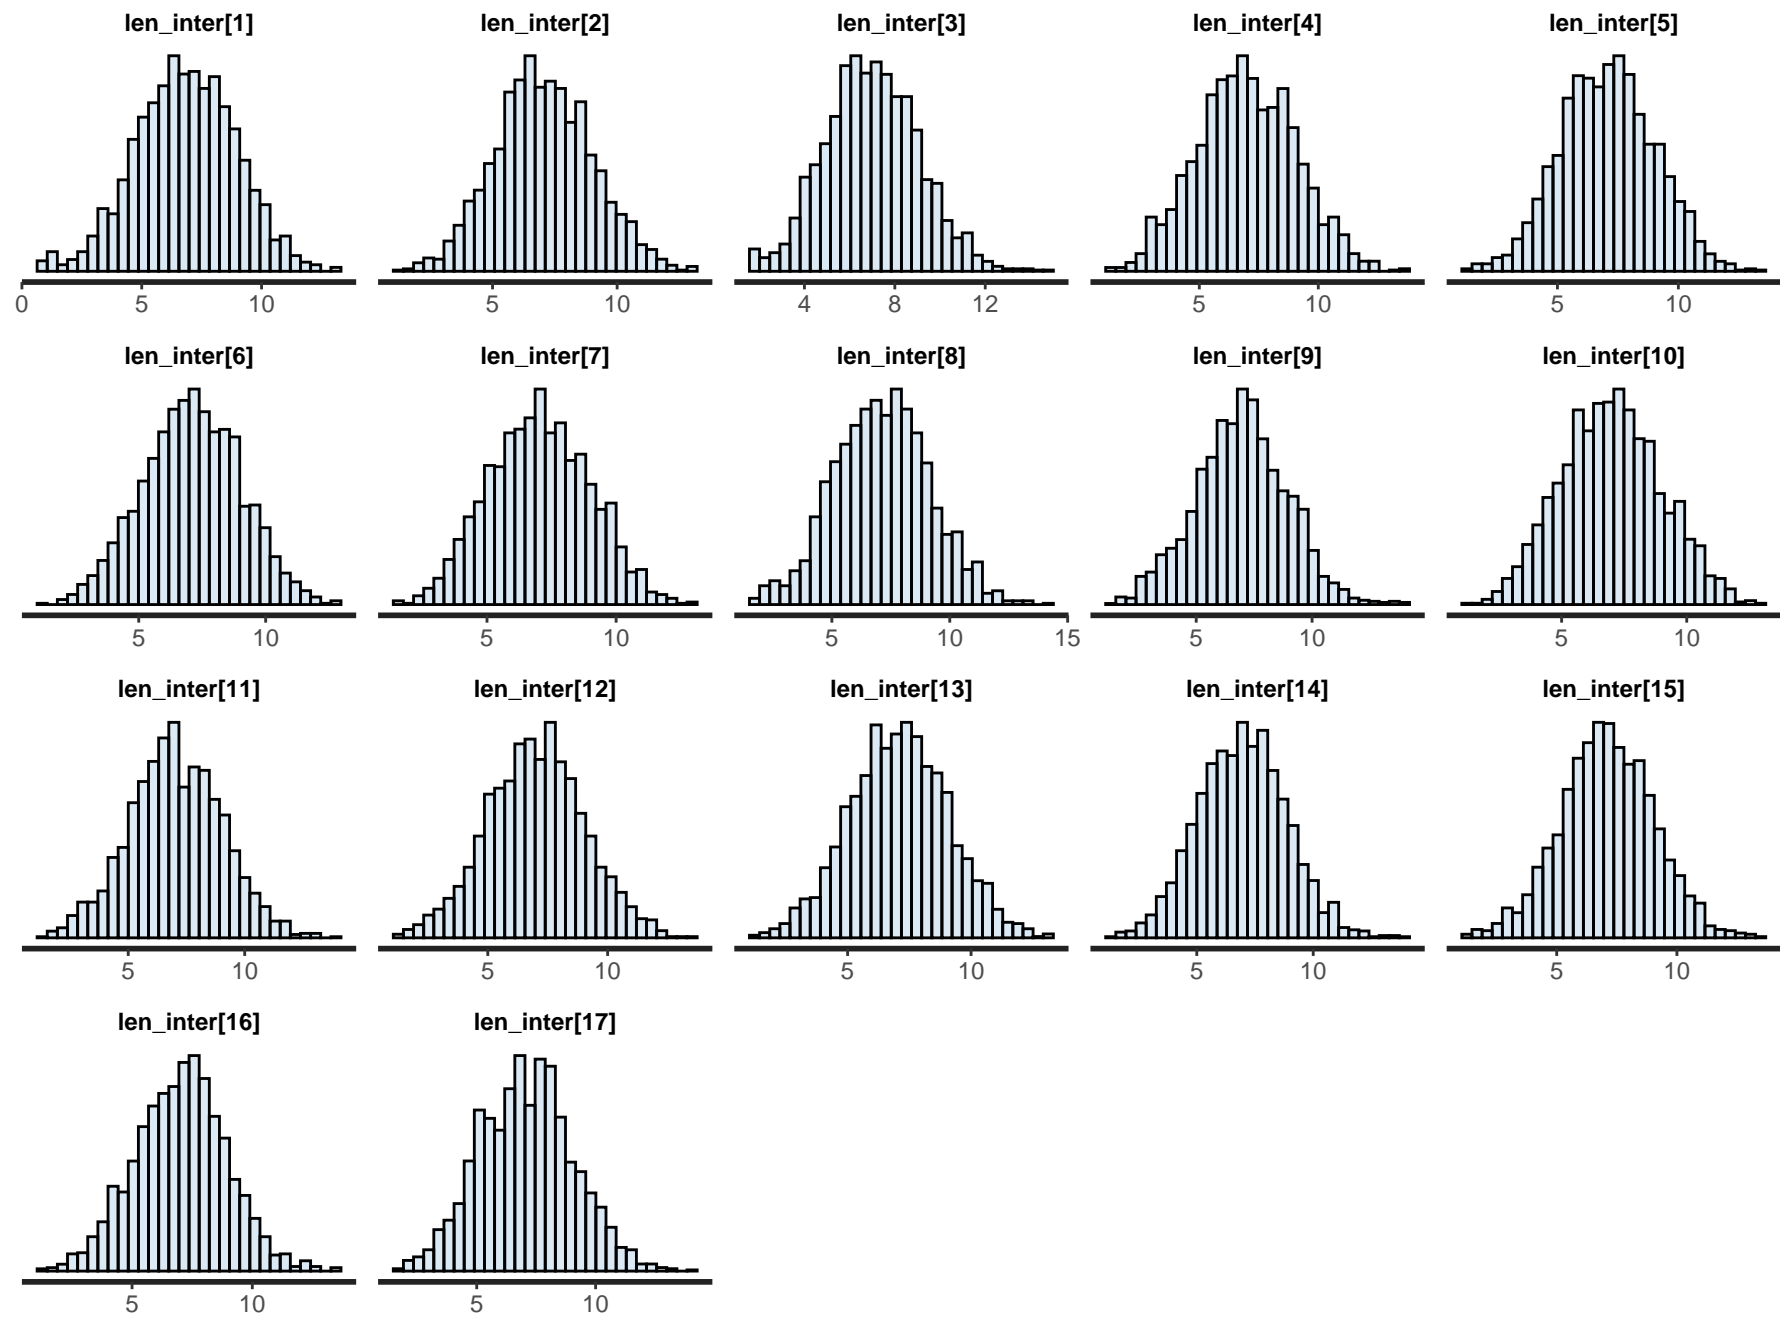 len_inter[1] len_inter[2] len_inter[3] len_inter[4] len_inter[5]
0 5 10 5 10 4 8 12 5 10 5 10
len_inter[6] len_inter[7] len_inter[8] len_inter[9] len_inter[10]
5 10 5 10 5 10 15 5 10 5 10
len_inter[11] len_inter[12] len_inter[13] len_inter[14] len_inter[15]
5 10 5 10 5 10 5 10 5 10
len_inter[16] len_inter[17]
5 10 5 10